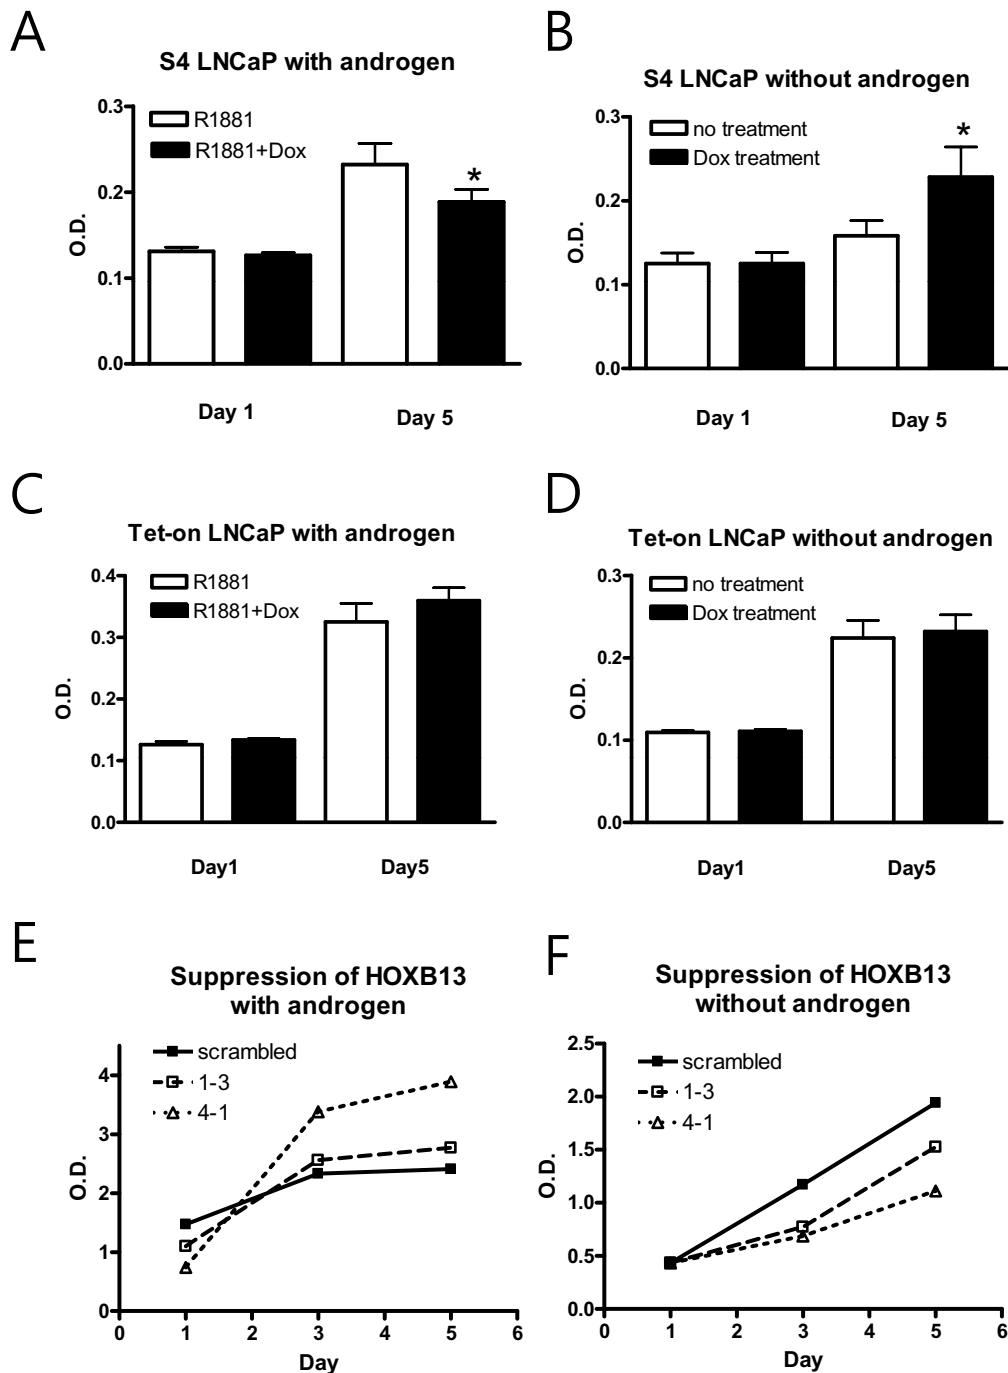 A
S4 LNCaP with androgen
R1881
R1881+Dox
0.3
0.2
0.1
0.0
O.D.
*
Day 1
Day 5
B
S4 LNCaP without androgen
no treatment
Dox treatment
0.3
0.2
0.1
0.0
O.D.
*
Day 1
Day 5
C
Tet-on LNCaP with androgen
R1881
R1881+Dox
0.4
0.3
0.2
0.1
0.0
O.D.
Day1
Day5
D
Tet-on LNCaP without androgen
no treatment
Dox treatment
0.3
0.2
0.1
0.0
O.D.
Day1
Day5
E
Suppression of HOXB13
with androgen
scrambled
1-3
4-1
4
3
2
1
0
O.D.
0 1 2 3 4 5 6
Day
F
Suppression of HOXB13
without androgen
scrambled
1-3
4-1
2.5
2.0
1.5
1.0
0.5
0.0
O.D.
0 1 2 3 4 5 6
Day